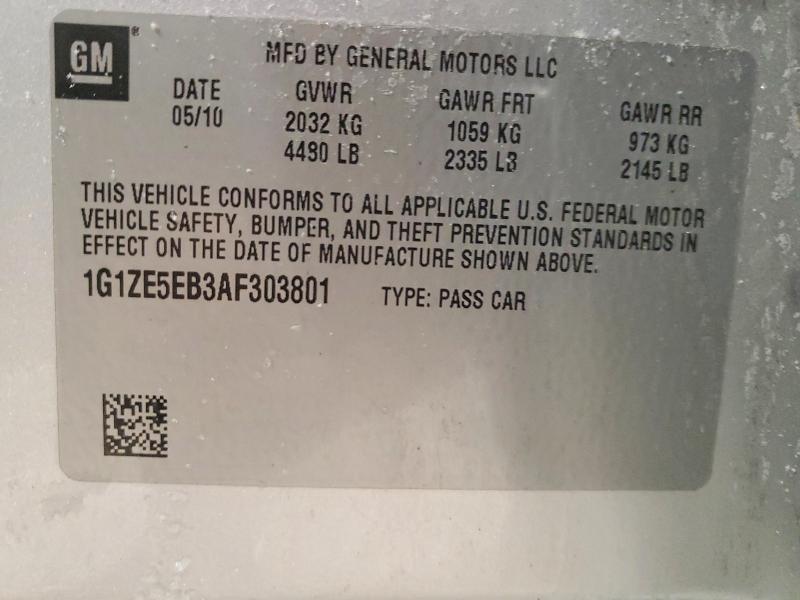 GM®
MFD BY GENERAL MOTORS LLC
DATE GVWR GAWR FRT GAWR RR
05/10 2032 KG 1059 KG 973 KG
4480 LB 2335 LB 2145 LB
THIS VEHICLE CONFORMS TO ALL APPLICABLE U.S. FEDERAL MOTOR
VEHICLE SAFETY, BUMPER, AND THEFT PREVENTION STANDARDS IN
EFFECT ON THE DATE OF MANUFACTURE SHOWN ABOVE.
1G1ZE5EB3AF303801 TYPE: PASS CAR